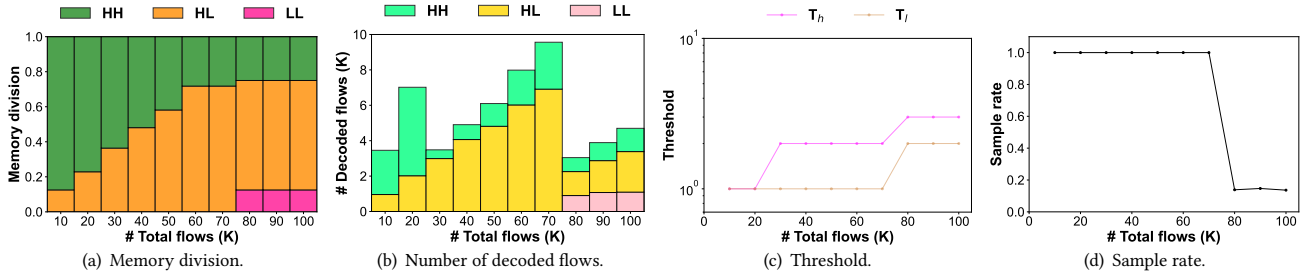 HH HL LL
Memory division
1.0
0.8
0.6
0.4
0.2
0.0
10 20 30 40 50 60 70 80 90 100
# Total flows (K)
(a) Memory division.
HH HL LL
# Decoded flows (K)
10
8
6
4
2
0
10 20 30 40 50 60 70 80 90 100
# Total flows (K)
(b) Number of decoded flows.
T_h T_l
Threshold
10^1
10^0
0 20 40 60 80 100
# Total flows (K)
(c) Threshold.
Sample rate
1.0
0.8
0.6
0.4
0.2
0.0
0 20 40 60 80 100
# Total flows (K)
(d) Sample rate.